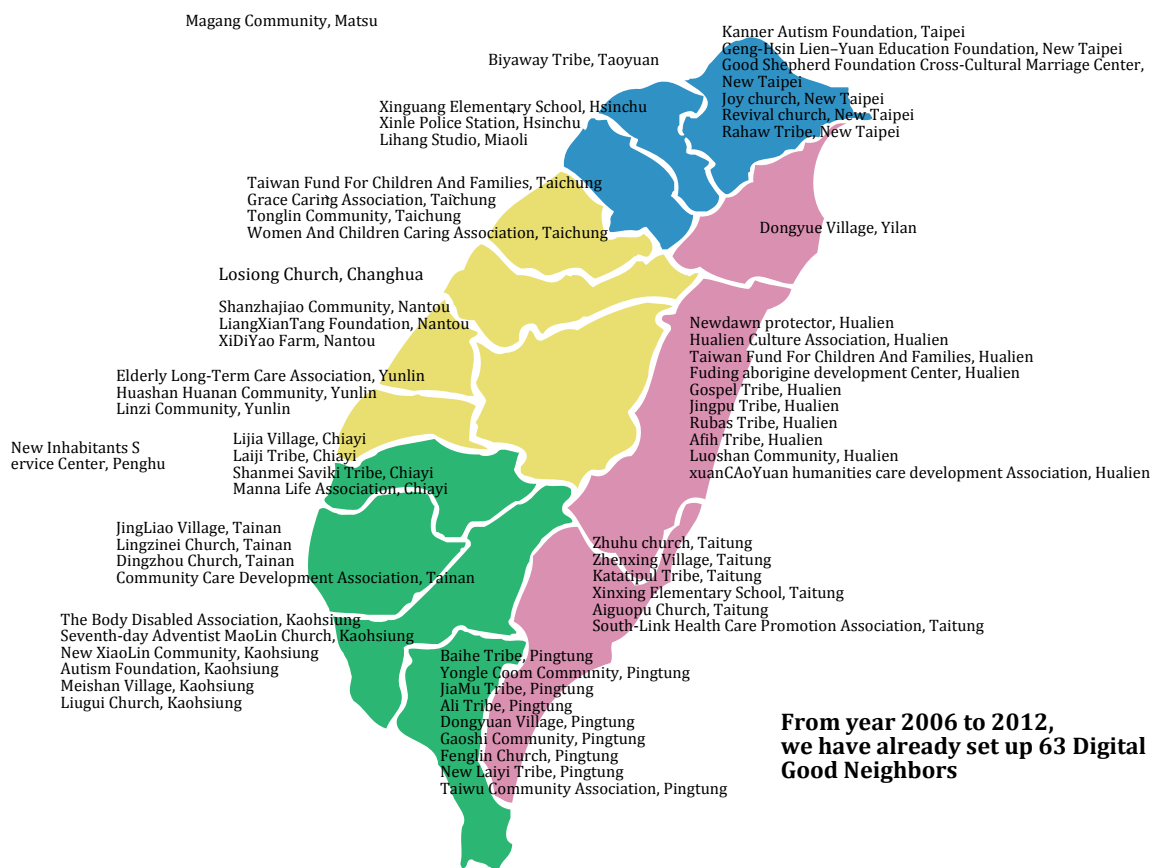 Magang Community, Matsu
Kanner Autism Foundation, Taipei
Geng-Hsin Lien–Yuan Education Foundation, New Taipei
Good Shepherd Foundation Cross-Cultural Marriage Center,
New Taipei
Joy church, New Taipei
Revival church, New Taipei
Rahaw Tribe, New Taipei
Biyaway Tribe, Taoyuan
Xinguang Elementary School, Hsinchu
Xinle Police Station, Hsinchu
Lihang Studio, Miaoli
Taiwan Fund For Children And Families, Taichung
Grace Caring Association, Taichung
Tonglin Community, Taichung
Women And Children Caring Association, Taichung
Dongyue Village, Yilan
Losiong Church, Changhua
Shanzhajiao Community, Nantou
LiangXianTang Foundation, Nantou
XiDiYao Farm, Nantou
Newdawn protector, Hualien
Hualien Culture Association, Hualien
Taiwan Fund For Children And Families, Hualien
Fuding aborigine development Center, Hualien
Gospel Tribe, Hualien
Jingpu Tribe, Hualien
Rubas Tribe, Hualien
Afih Tribe, Hualien
Luoshan Community, Hualien
xuanCAoYuan humanities care development Association, Hualien
Elderly Long-Term Care Association, Yunlin
Huashan Huanan Community, Yunlin
Linzi Community, Yunlin
New Inhabitants S
ervice Center, Penghu
Lijia Village, Chiayi
Laiji Tribe, Chiayi
Shanmei Saviki Tribe, Chiayi
Manna Life Association, Chiayi
JingLiao Village, Tainan
Lingzinei Church, Tainan
Dingzhou Church, Tainan
Community Care Development Association, Tainan
Zhuhu church, Taitung
Zhenxing Village, Taitung
Katatipul Tribe, Taitung
Xinxing Elementary School, Taitung
Aiguopu Church, Taitung
South-Link Health Care Promotion Association, Taitung
The Body Disabled Association, Kaohsiung
Seventh-day Adventist MaoLin Church, Kaohsiung
New XiaoLin Community, Kaohsiung
Autism Foundation, Kaohsiung
Meishan Village, Kaohsiung
Liugui Church, Kaohsiung
Baihe Tribe, Pingtung
Yongle Coom Community, Pingtung
JiaMu Tribe, Pingtung
Ali Tribe, Pingtung
Dongyuan Village, Pingtung
Gaoshi Community, Pingtung
Fenglin Church, Pingtung
New Laiyi Tribe, Pingtung
Taiwu Community Association, Pingtung
From year 2006 to 2012,
we have already set up 63 Digital
Good Neighbors